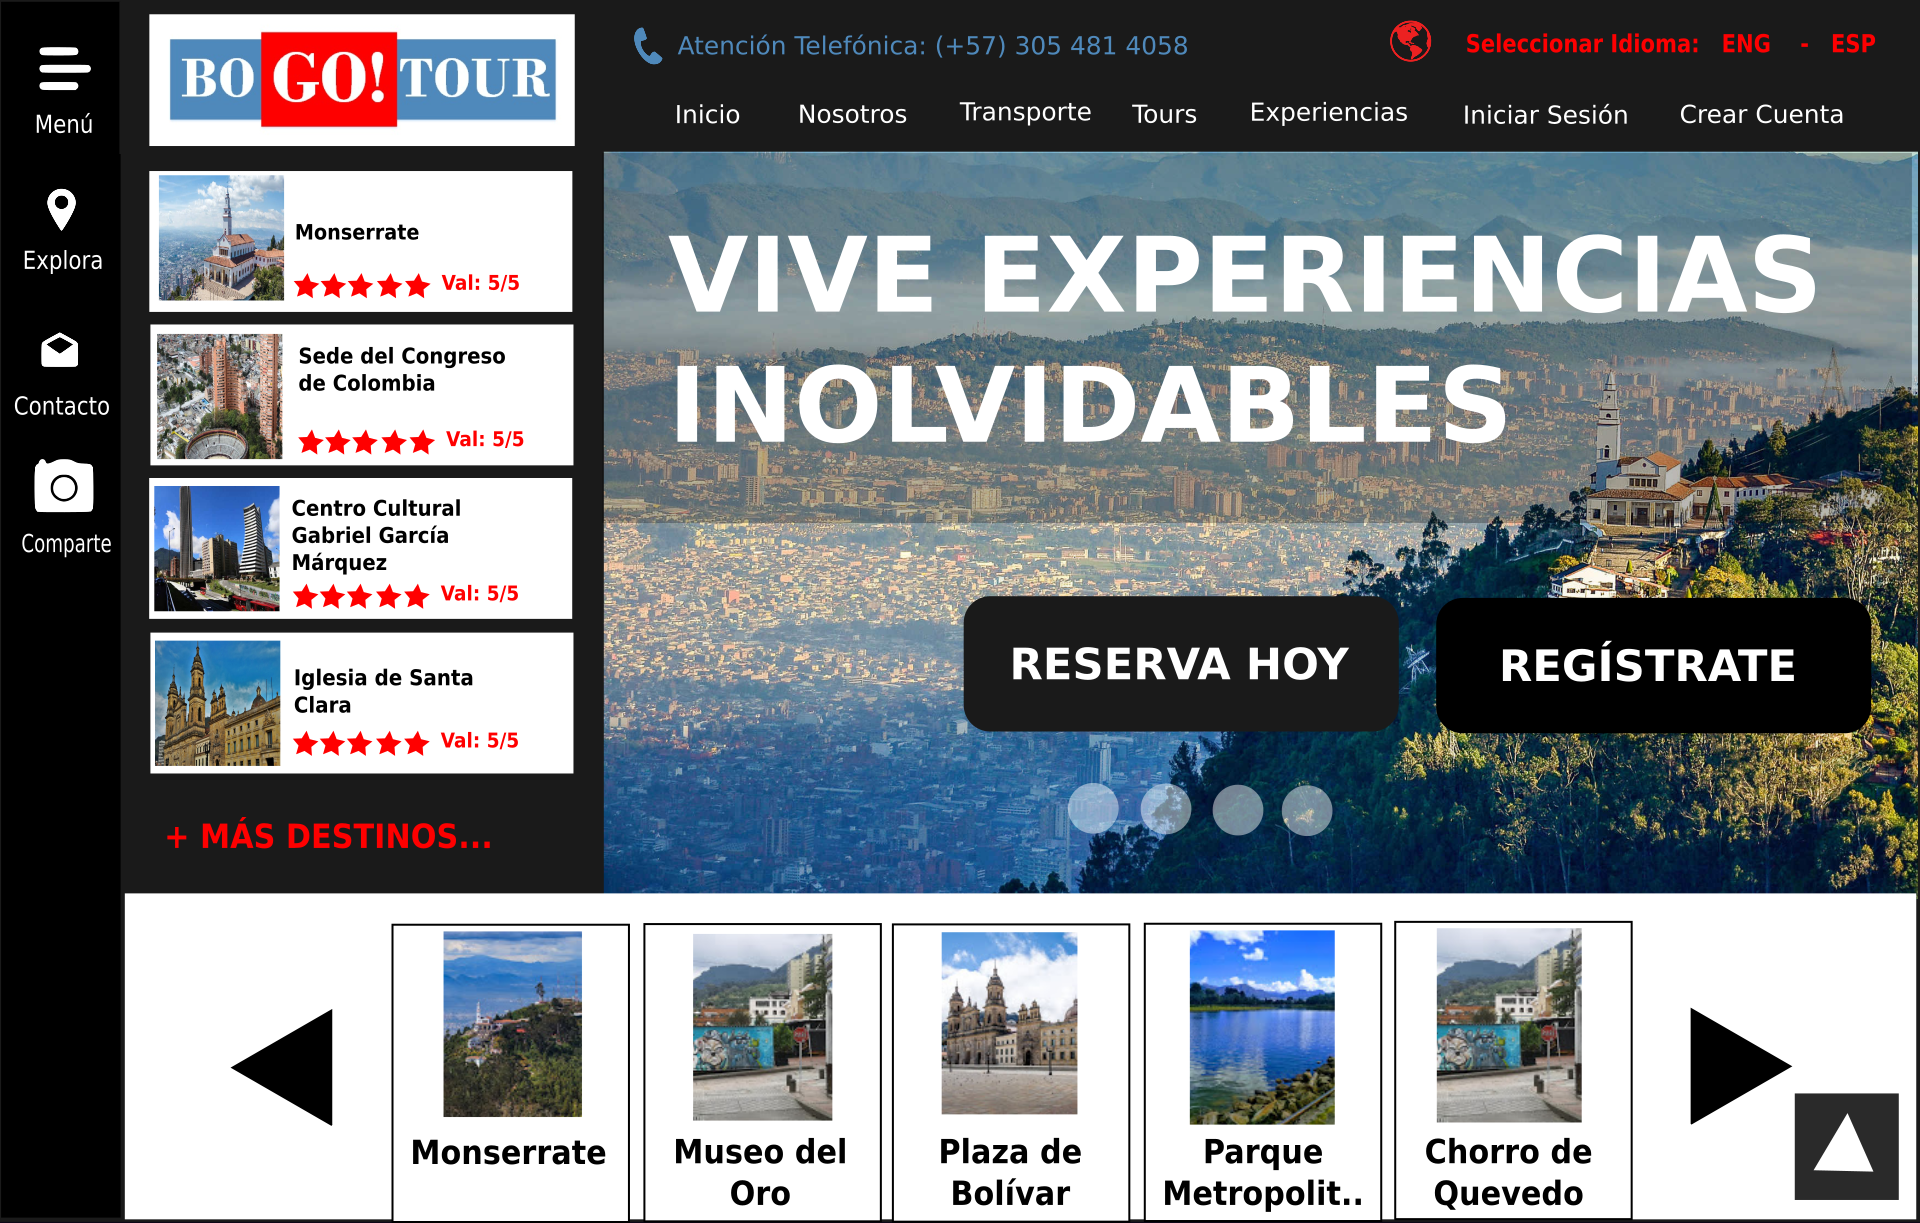 Menú
Explora
Contacto
Comparte
BO GO! TOUR
Atención Telefónica: (+57) 305 481 4058
Seleccionar Idioma: ENG - ESP
Inicio Nosotros Transporte Tours Experiencias Iniciar Sesión Crear Cuenta
Monserrate
Val: 5/5
Sede del Congreso
de Colombia
Val: 5/5
Centro Cultural
Gabriel García
Márquez
Val: 5/5
Iglesia de Santa
Clara
Val: 5/5
+ MÁS DESTINOS...
VIVE EXPERIENCIAS
INOLVIDABLES
RESERVA HOY
REGÍSTRATE
Monserrate
Museo del
Oro
Plaza de
Bolívar
Parque
Metropolit..
Chorro de
Quevedo